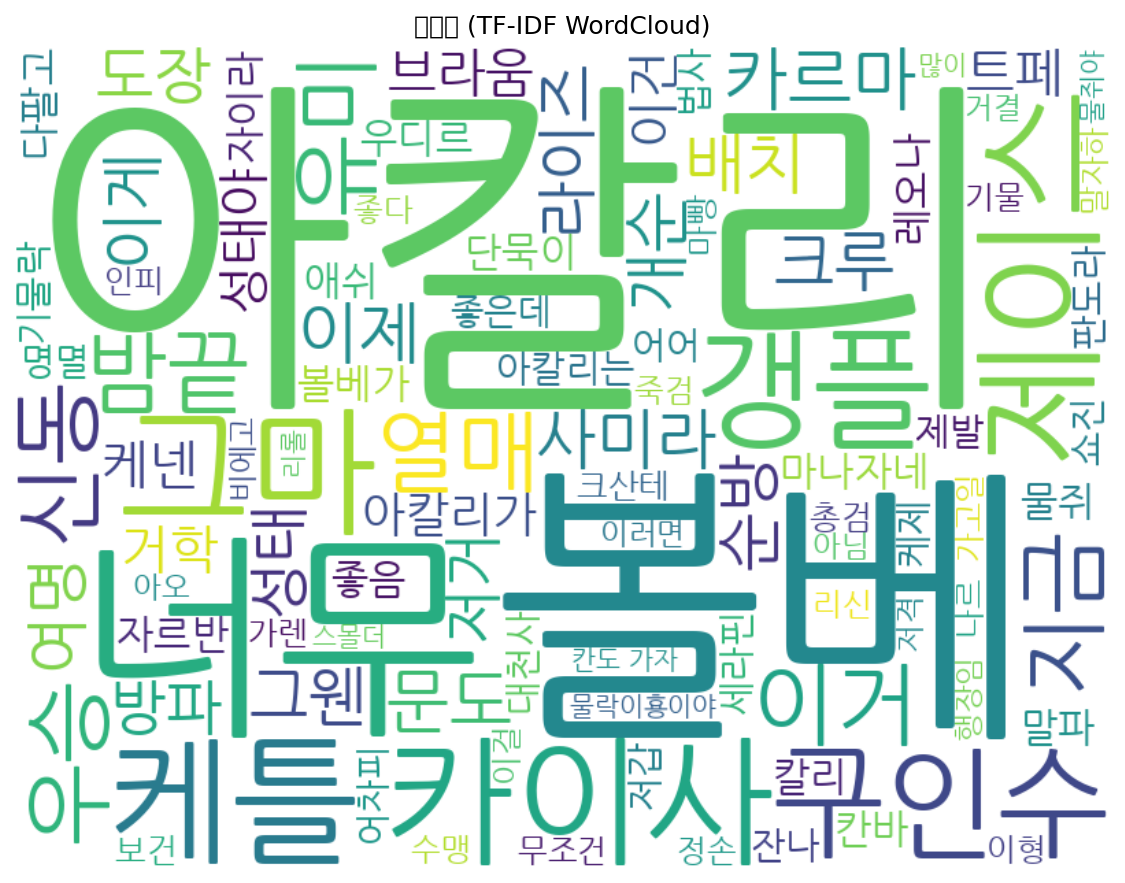 □□□ (TF-IDF WordCloud)
다팔고
도장
성태야
자이라
유미
브라움
라이즈
이건
법사
카르마
많이
트페
물줘야
아칼리
이게
우디르
좋다
배치
마빵
레오나
거결
기물
말자하
제이스
인피
기물락
애쉬
단묵이
개순
크루
판도라
이제
좋은데
어어
갱플
영멸
밤끝
볼베가
아칼리는
죽검
제발
쇼진
신동
케넨
그마
비에고
리롤
열매
사미라
아칼리가
크산테
이러면
순방
마나자네
총검
아님
케제
가고일
물쥐
거학
성태
너무
좋음
저거
볼베
리신
저격
나르
지금
여명
아오
자르반
가렌
스몰더
칸도 가자
세라핀
대천사
방파
그웬
문도
물락이흉이야
이거
행장임
말파
우승
케틀
어차피
카이사
이걸
저갑
칼리
구인수
보건
수맹
무조건
정손
잔나
칸바
이형